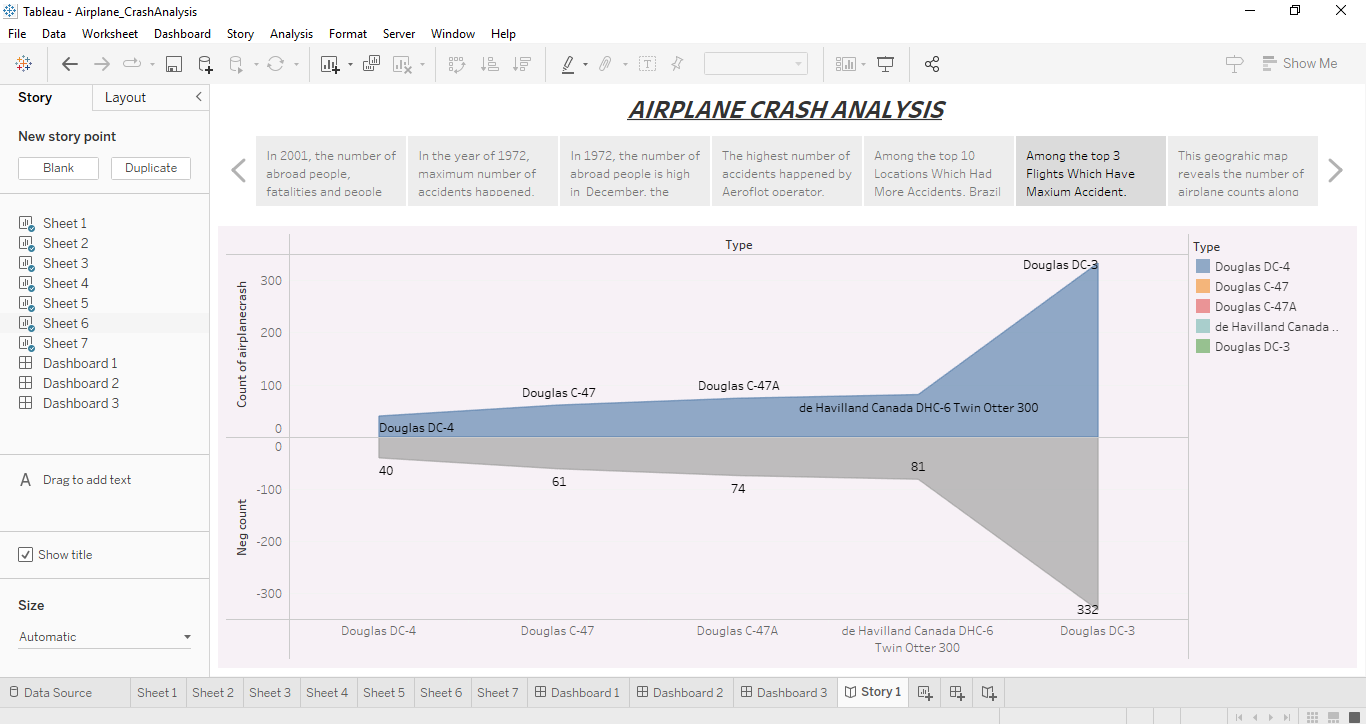 Tableau - Airplane_CrashAnalysis
File Data Worksheet Dashboard Story Analysis Format Server Window Help
Show Me
Story Layout
New story point
Blank Duplicate
Sheet 1
Sheet 2
Sheet 3
Sheet 4
Sheet 5
Sheet 6
Sheet 7
Dashboard 1
Dashboard 2
Dashboard 3
A Drag to add text
Show title
Size
Automatic
AIRPLANE CRASH ANALYSIS
In 2001, the number of
abroad people,
fatalities and people
In the year of 1972,
maximum number of
accidents happened.
In 1972, the number of
abroad people is high
in December, the
The highest number of
accidents happened by
Aeroflot operator.
Among the top 10
Locations Which Had
More Accidents, Brazil
Among the top 3
Flights Which Have
Maxium Accident,
This geograhic map
reveals the number of
airplane counts along
Type
Count of airplanecrash
300
200
100
0
Douglas DC-4
Douglas C-47
Douglas C-47A
de Havilland Canada DHC-6 Twin Otter 300
Douglas DC-3
Neg count
0
-100
-200
-300
40
61
74
81
332
Douglas DC-4
Douglas C-47
Douglas C-47A
de Havilland Canada DHC-6
Twin Otter 300
Douglas DC-3
Type
Douglas DC-4
Douglas C-47
Douglas C-47A
de Havilland Canada ..
Douglas DC-3
Data Source Sheet 1 Sheet 2 Sheet 3 Sheet 4 Sheet 5 Sheet 6 Sheet 7 Dashboard 1 Dashboard 2 Dashboard 3 Story 1